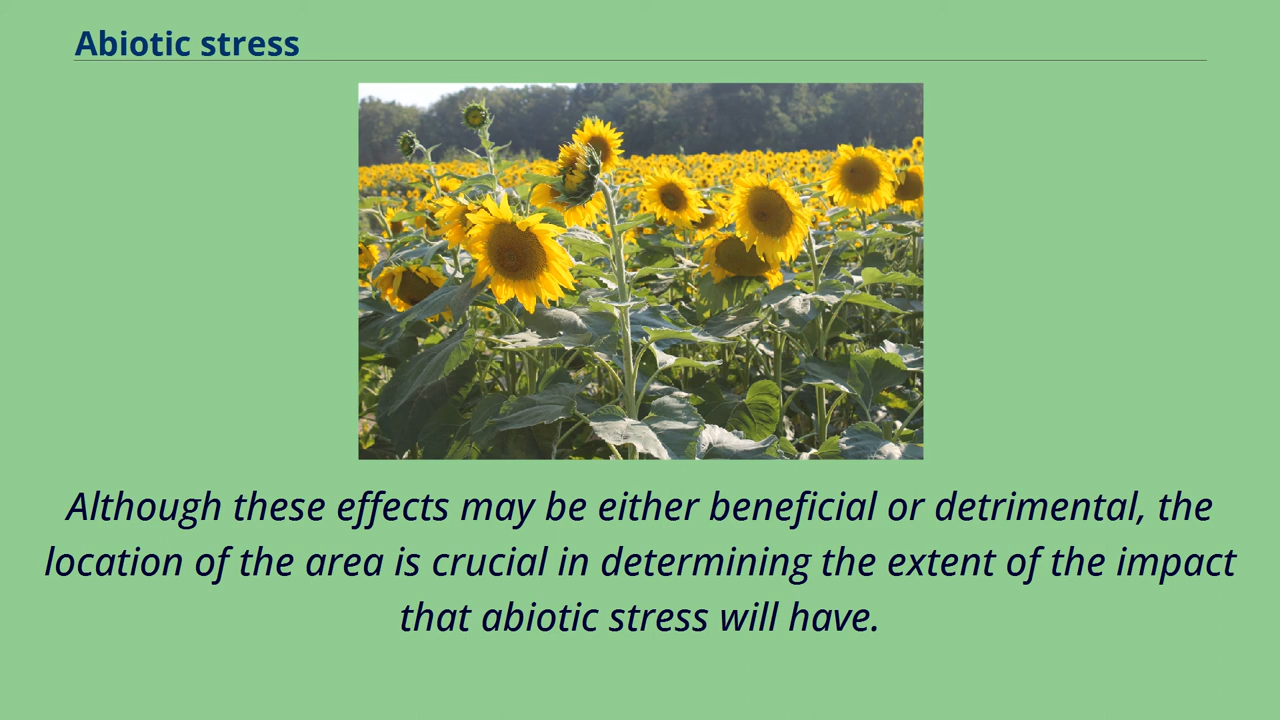 Abiotic stress
Although these effects may be either beneficial or detrimental, the
location of the area is crucial in determining the extent of the impact
that abiotic stress will have.